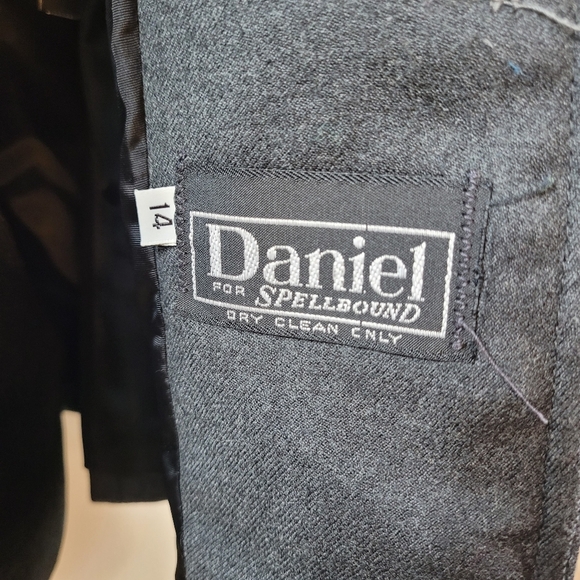 14
Daniel
FOR SPELLBOUND
DRY CLEAN ONLY